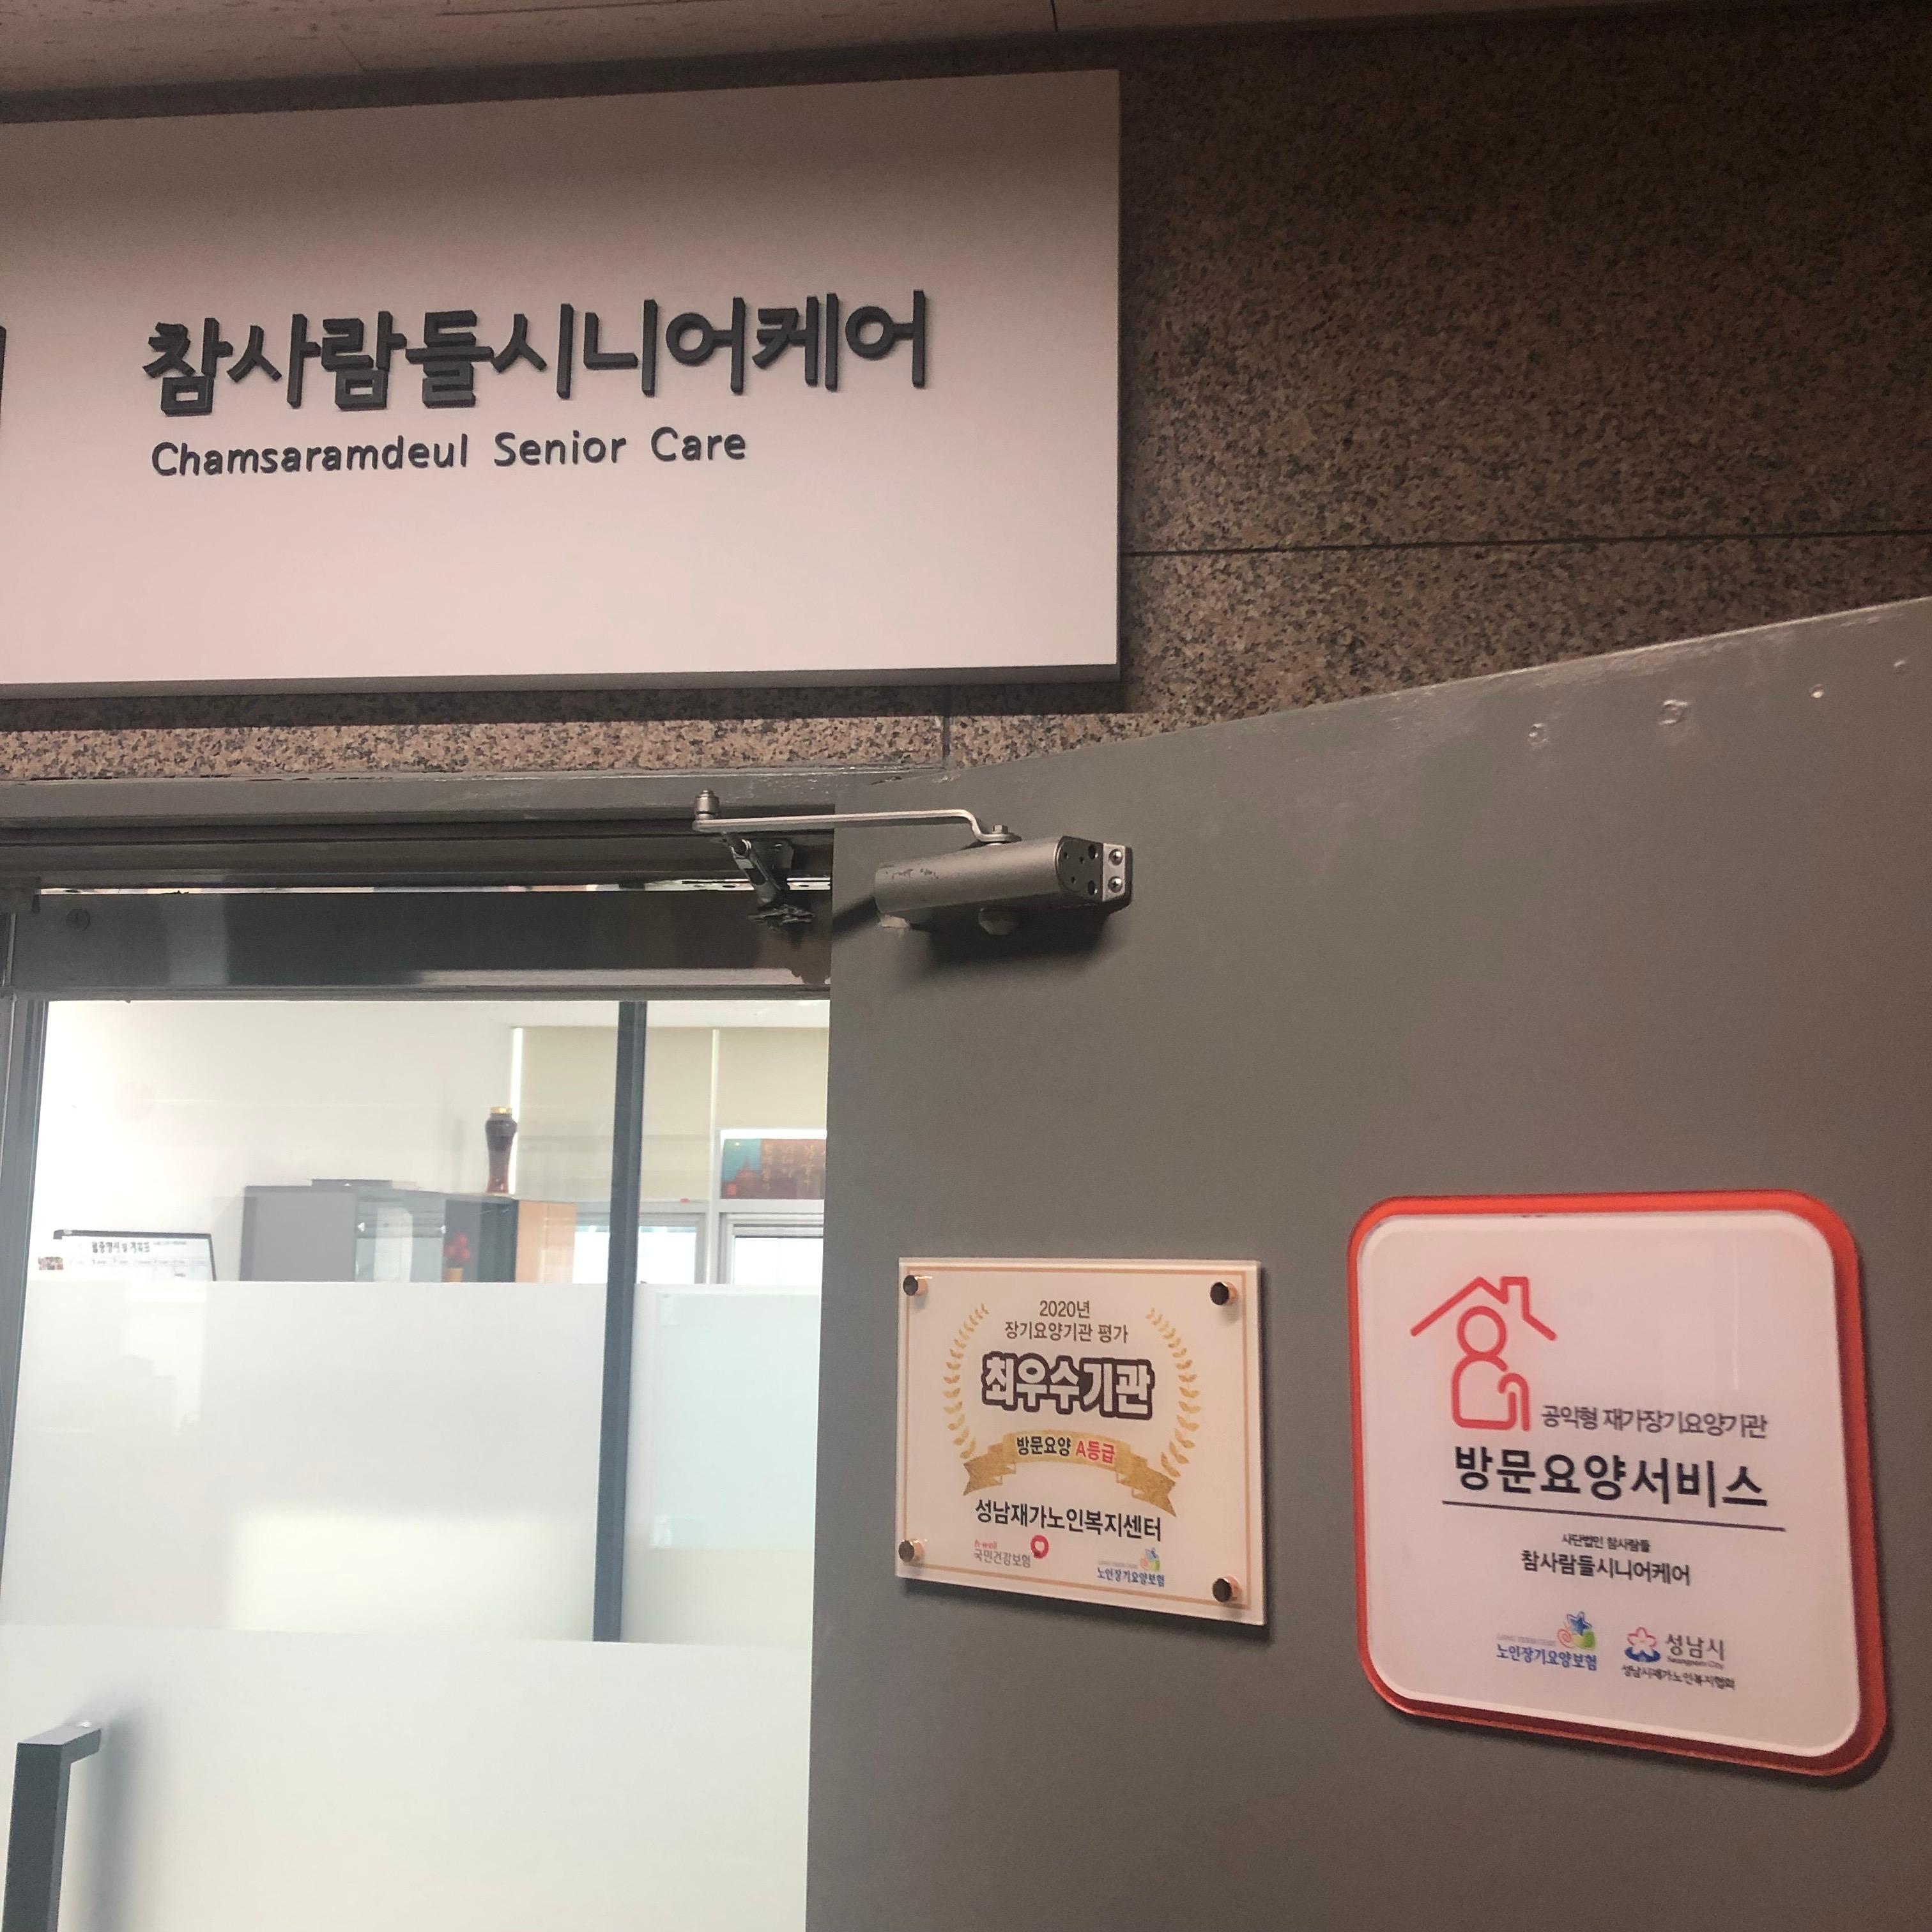 참사람들시니어케어
Chamsaramdeul Senior Care
2020년
장기요양기관 평가
최우수기관
방문요양 A등급
성남재가노인복지센터
h·well
국민건강보험
노인장기요양보험
공익형 재가장기요양기관
방문요양서비스
사단법인 참사람들
참사람들시니어케어
노인장기요양보험
성남시
Seongnam City
성남시재가노인복지협회